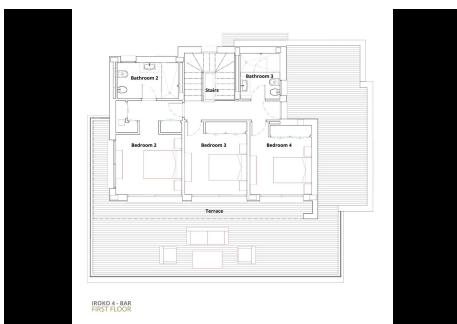 Bathroom 2
Stairs
Bathroom 3
Bedroom 2
Bedroom 3
Bedroom 4
Terrace
IROKO 4 - BAR
FIRST FLOOR